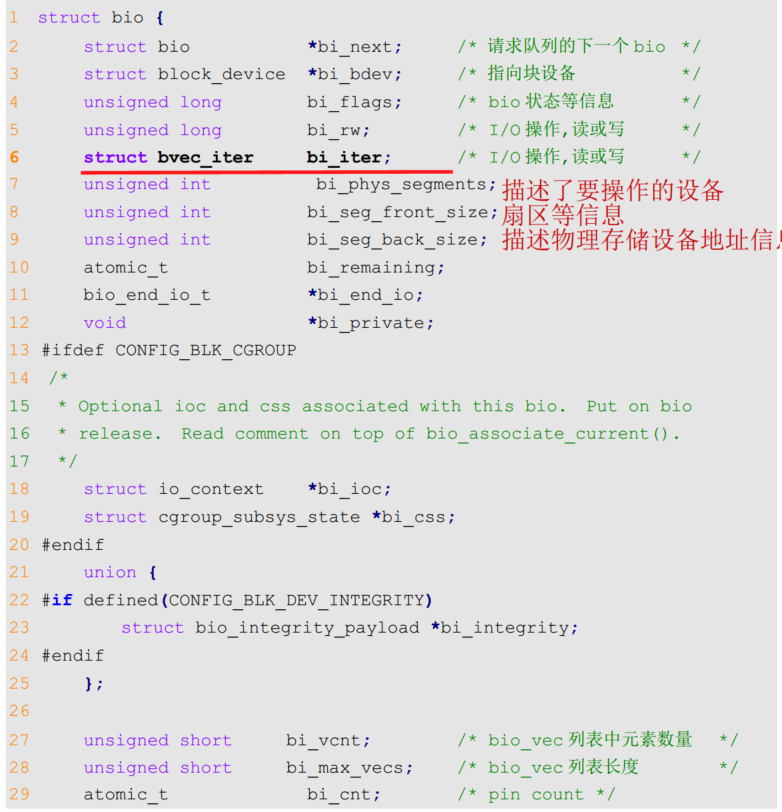 1 struct bio {
2 struct bio *bi_next; /* 请求队列的下一个 bio */
3 struct block_device *bi_bdev; /* 指向块设备 */
4 unsigned long bi_flags; /* bio 状态等信息 */
5 unsigned long bi_rw; /* I/O 操作,读或写 */
6 struct bvec_iter bi_iter; /* I/O 操作,读或写 */
7 unsigned int bi_phys_segments; 描述了要操作的设备
8 unsigned int bi_seg_front_size; 扇区等信息
9 unsigned int bi_seg_back_size; 描述物理存储设备地址信息
10 atomic_t bi_remaining;
11 bio_end_io_t *bi_end_io;
12 void *bi_private;
13 #ifdef CONFIG_BLK_CGROUP
14 /*
15 * Optional ioc and css associated with this bio. Put on bio
16 * release. Read comment on top of bio_associate_current().
17 */
18 struct io_context *bi_ioc;
19 struct cgroup_subsys_state *bi_css;
20 #endif
21 union {
22 #if defined(CONFIG_BLK_DEV_INTEGRITY)
23 struct bio_integrity_payload *bi_integrity;
24 #endif
25 };
26
27 unsigned short bi_vcnt; /* bio_vec 列表中元素数量 */
28 unsigned short bi_max_vecs; /* bio_vec 列表长度 */
29 atomic_t bi_cnt; /* pin count */